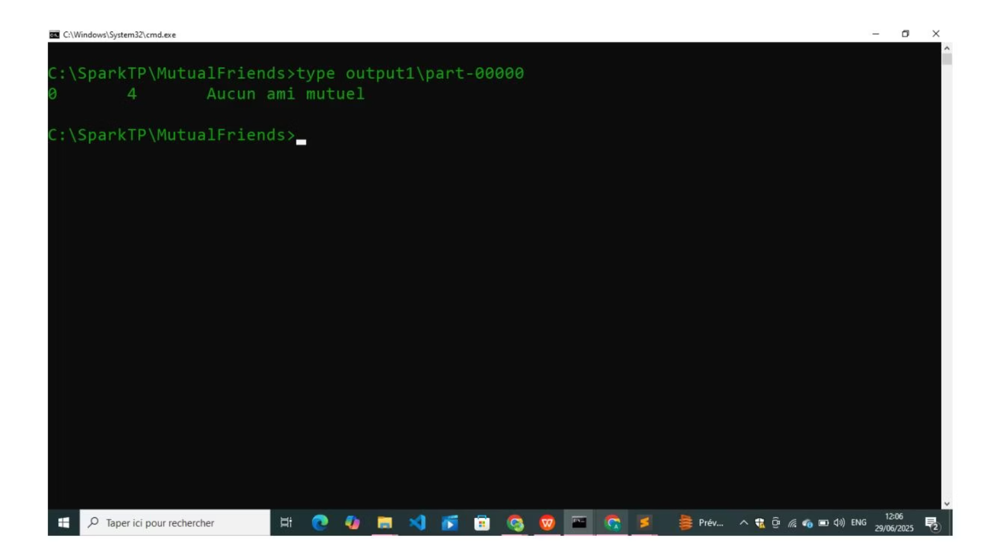 C:\Windows\System32\cmd.exe
C:\SparkTP\MutualFriends>type output1\part-00000
0       4       Aucun ami mutuel
C:\SparkTP\MutualFriends>
Taper ici pour rechercher
Prév...
ENG
12:06
29/06/2025
2